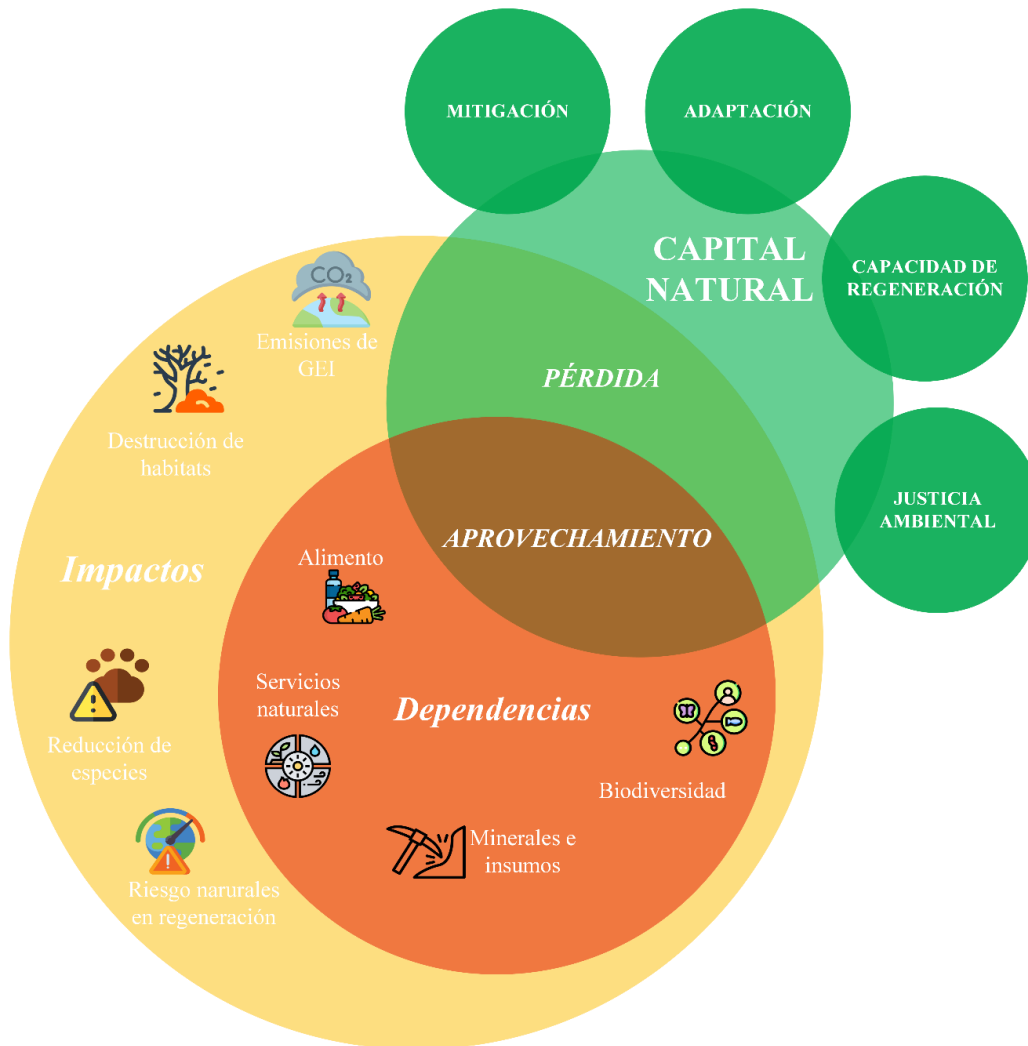 MITIGACIÓN
ADAPTACIÓN
CAPITAL
NATURAL
CAPACIDAD DE
REGENERACIÓN
CO₂
Emisiones de
GEI
PÉRDIDA
Destrucción de
habitats
JUSTICIA
AMBIENTAL
APROVECHAMIENTO
Impactos
Alimento
Servicios
naturales
Dependencias
Reducción de
especies
Biodiversidad
Minerales e
insumos
Riesgo naturales
en regeneración